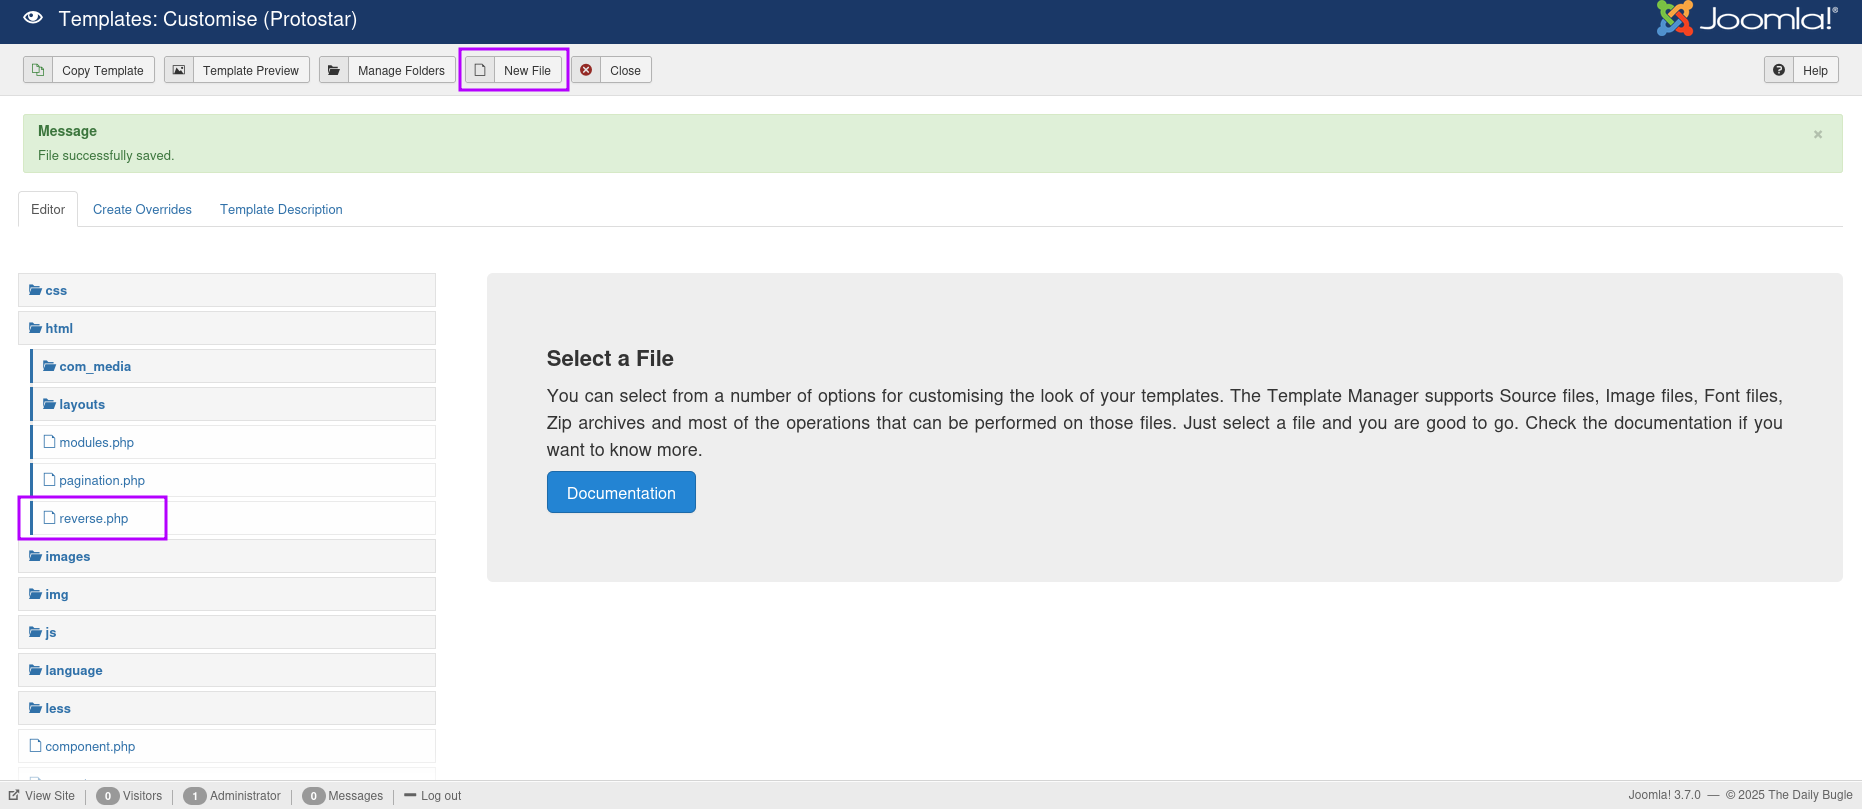 Templates: Customise (Protostar)
Joomla!®
Copy Template
Template Preview
Manage Folders
New File
Close
Help
Message
×
File successfully saved.
Editor
Create Overrides
Template Description
css
html
com_media
layouts
modules.php
pagination.php
reverse.php
images
img
js
language
less
component.php
Select a File
You can select from a number of options for customising the look of your templates. The Template Manager supports Source files, Image files, Font files,
Zip archives and most of the operations that can be performed on those files. Just select a file and you are good to go. Check the documentation if you
want to know more.
Documentation
View Site
0 Visitors
1 Administrator
0 Messages
Log out
Joomla! 3.7.0 — © 2025 The Daily Bugle